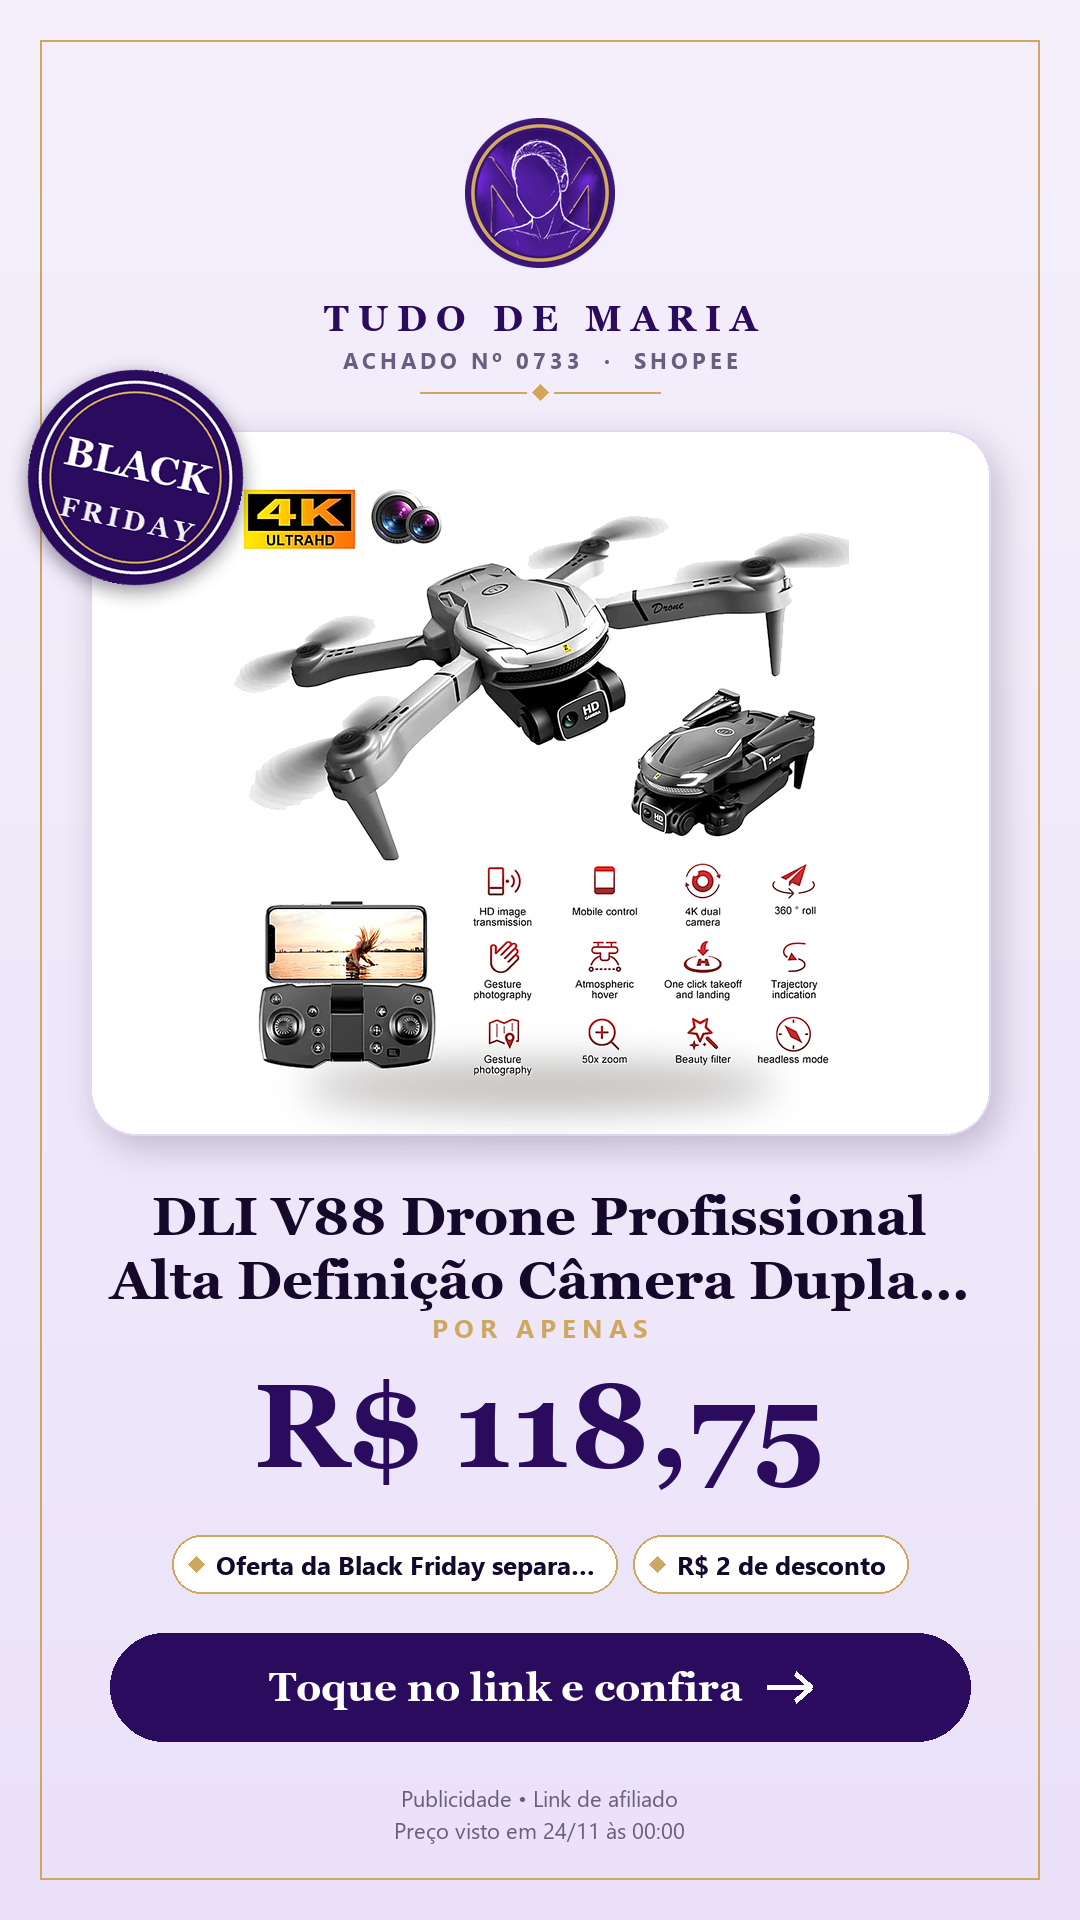 TUDO DE MARIA
ACHADO Nº 0733 · SHOPEE
BLACK
FRIDAY
4K
ULTRAHD
Drone
HD
CAMERA
HD
HD image
transmission
Mobile control
4K dual
camera
360 ° roll
Gesture
photography
Atmospheric
hover
One click takeoff
and landing
Trajectory
indication
Gesture
photography
50x zoom
Beauty filter
headless mode
DLI V88 Drone Profissional
Alta Definição Câmera Dupla...
POR APENAS
R$ 118,75
Oferta da Black Friday separa...
R$ 2 de desconto
Toque no link e confira →
Publicidade • Link de afiliado
Preço visto em 24/11 às 00:00